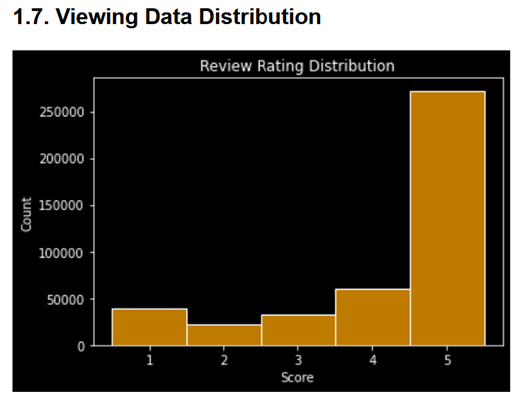 1.7. Viewing Data Distribution
Review Rating Distribution
250000
200000
150000
100000
50000
0
Count
1 2 3 4 5
Score